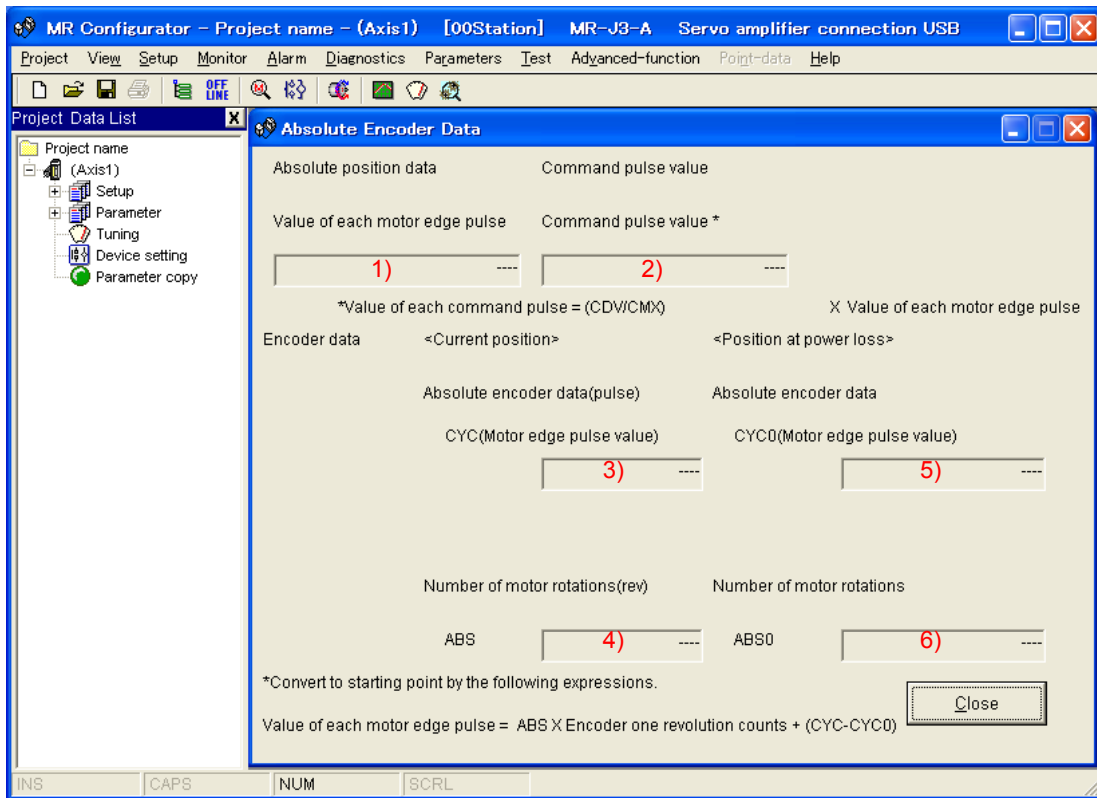 MR Configurator - Project name - (Axis1) [00Station] MR-J3-A Servo amplifier connection USB
Project View Setup Monitor Alarm Diagnostics Parameters Test Advanced-function Point-data Help
OFF LINE
Project Data List X
Project name
(Axis1)
Setup
Parameter
Tuning
Device setting
Parameter copy
Absolute Encoder Data
Absolute position data Command pulse value
Value of each motor edge pulse Command pulse value *
1) ---- 2) ----
*Value of each command pulse = (CDV/CMX) X Value of each motor edge pulse
Encoder data <Current position> <Position at power loss>
Absolute encoder data(pulse) Absolute encoder data
CYC(Motor edge pulse value) CYC0(Motor edge pulse value)
3) ---- 5) ----
Number of motor rotations(rev) Number of motor rotations
ABS 4) ---- ABS0 6) ----
*Convert to starting point by the following expressions.
Close
Value of each motor edge pulse = ABS X Encoder one revolution counts + (CYC-CYC0)
INS CAPS NUM SCRL